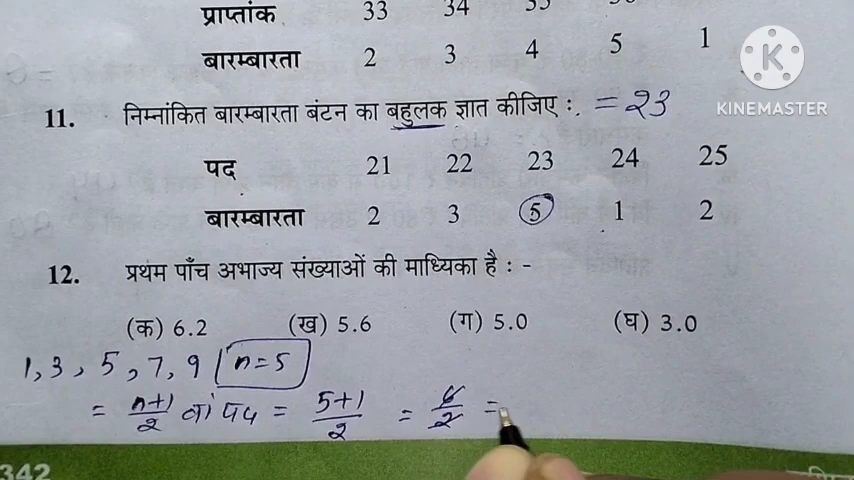 प्राप्तांक 33 34 35
बारम्बारता 2 3 4 5 1
KINEMASTER
11. निम्नांकित बारम्बारता बंटन का बहुलक ज्ञात कीजिए : = 23
पद 21 22 23 24 25
बारम्बारता 2 3 5 1 2
12. प्रथम पाँच अभाज्य संख्याओं की माध्यिका है : -
(क) 6.2 (ख) 5.6 (ग) 5.0 (घ) 3.0
1, 3, 5, 7, 9 n=5
= n+1/2 वां पद = 5+1/2 = 6/2 =
342